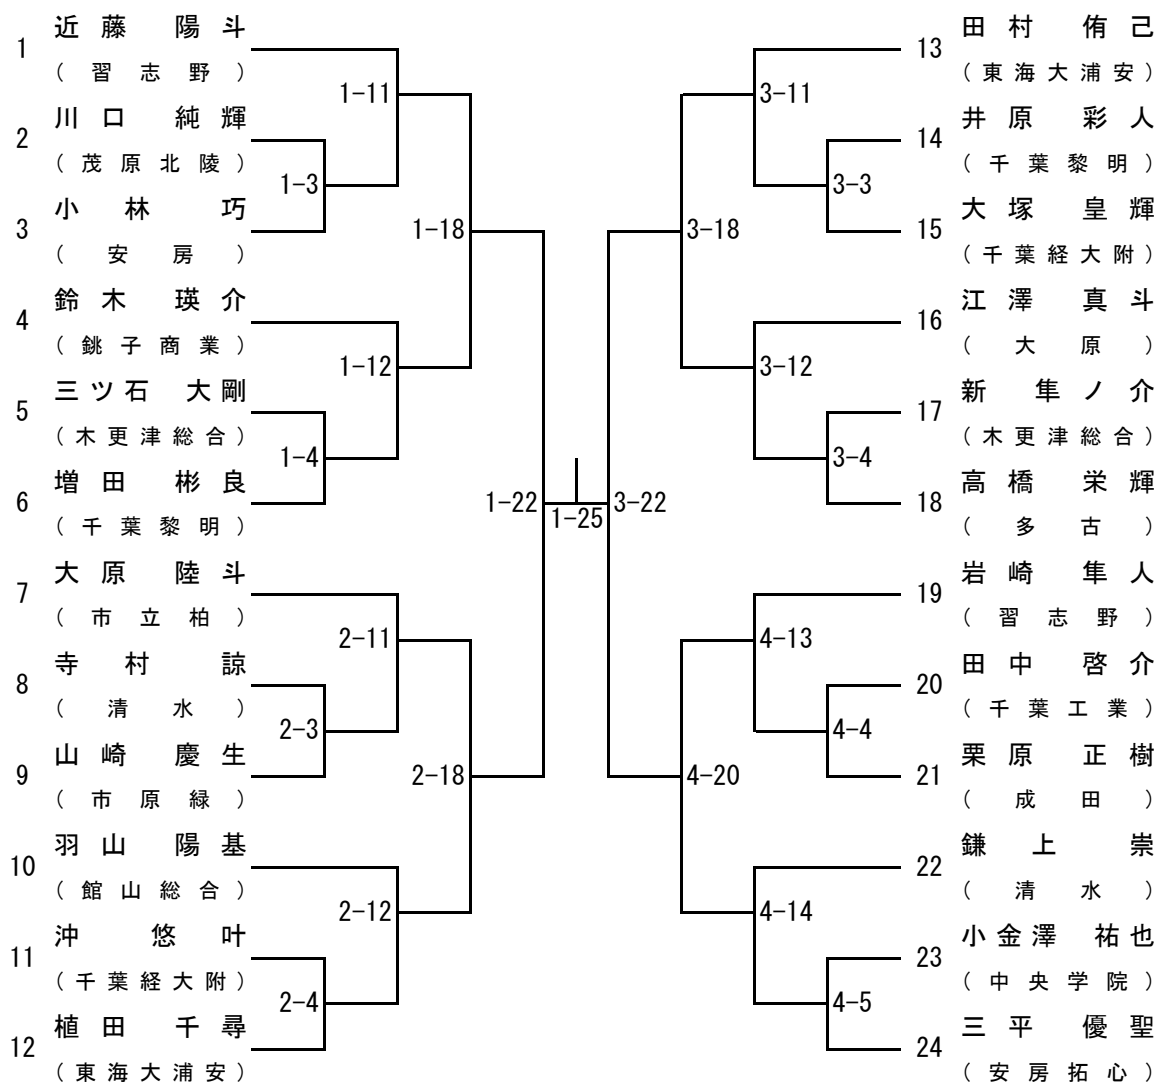 1 近藤 陽斗
(習志野)
1-11
2 川口 純輝
(茂原北陵)
1-3
3 小林 巧
(安房)
1-18
4 鈴木 瑛介
(銚子商業)
1-12
5 三ツ石 大剛
(木更津総合)
1-4
6 増田 彬良
(千葉黎明)
1-22
7 大原 陸斗
(市立柏)
2-11
8 寺村 諒
(清水)
2-3
9 山崎 慶生
(市原緑)
2-18
10 羽山 陽基
(館山総合)
2-12
11 沖 悠叶
(千葉経大附)
2-4
12 植田 千尋
(東海大浦安)
1-25
13 田村 侑己
(東海大浦安)
3-11
14 井原 彩人
(千葉黎明)
3-3
15 大塚 皇輝
(千葉経大附)
3-18
16 江澤 真斗
(大原)
3-12
17 新 隼ノ介
(木更津総合)
3-4
18 高橋 栄輝
(多古)
3-22
19 岩崎 隼人
(習志野)
4-13
20 田中 啓介
(千葉工業)
4-4
21 栗原 正樹
(成田)
4-20
22 鎌上 崇
(清水)
4-14
23 小金澤 祐也
(中央学院)
4-5
24 三平 優聖
(安房拓心)